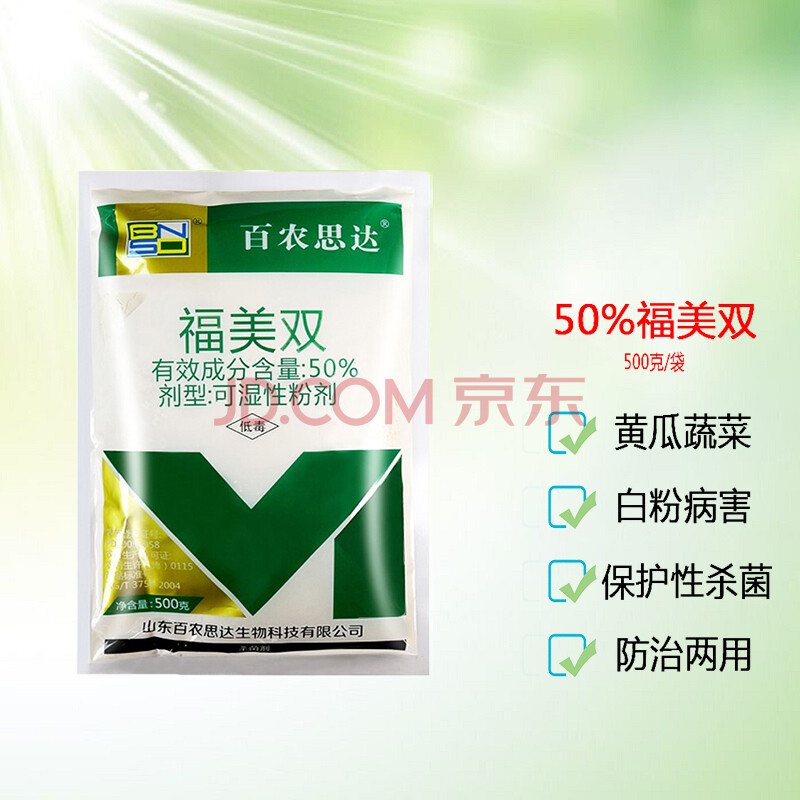 BNSD®
百农思达®
福美双
有效成分含量:50%
剂型:可湿性粉剂
低毒
净含量:500克
山东百农思达生物科技有限公司
杀菌剂
JD.COM 京东
50%福美双
500克/袋
黄瓜蔬菜
白粉病害
保护性杀菌
防治两用